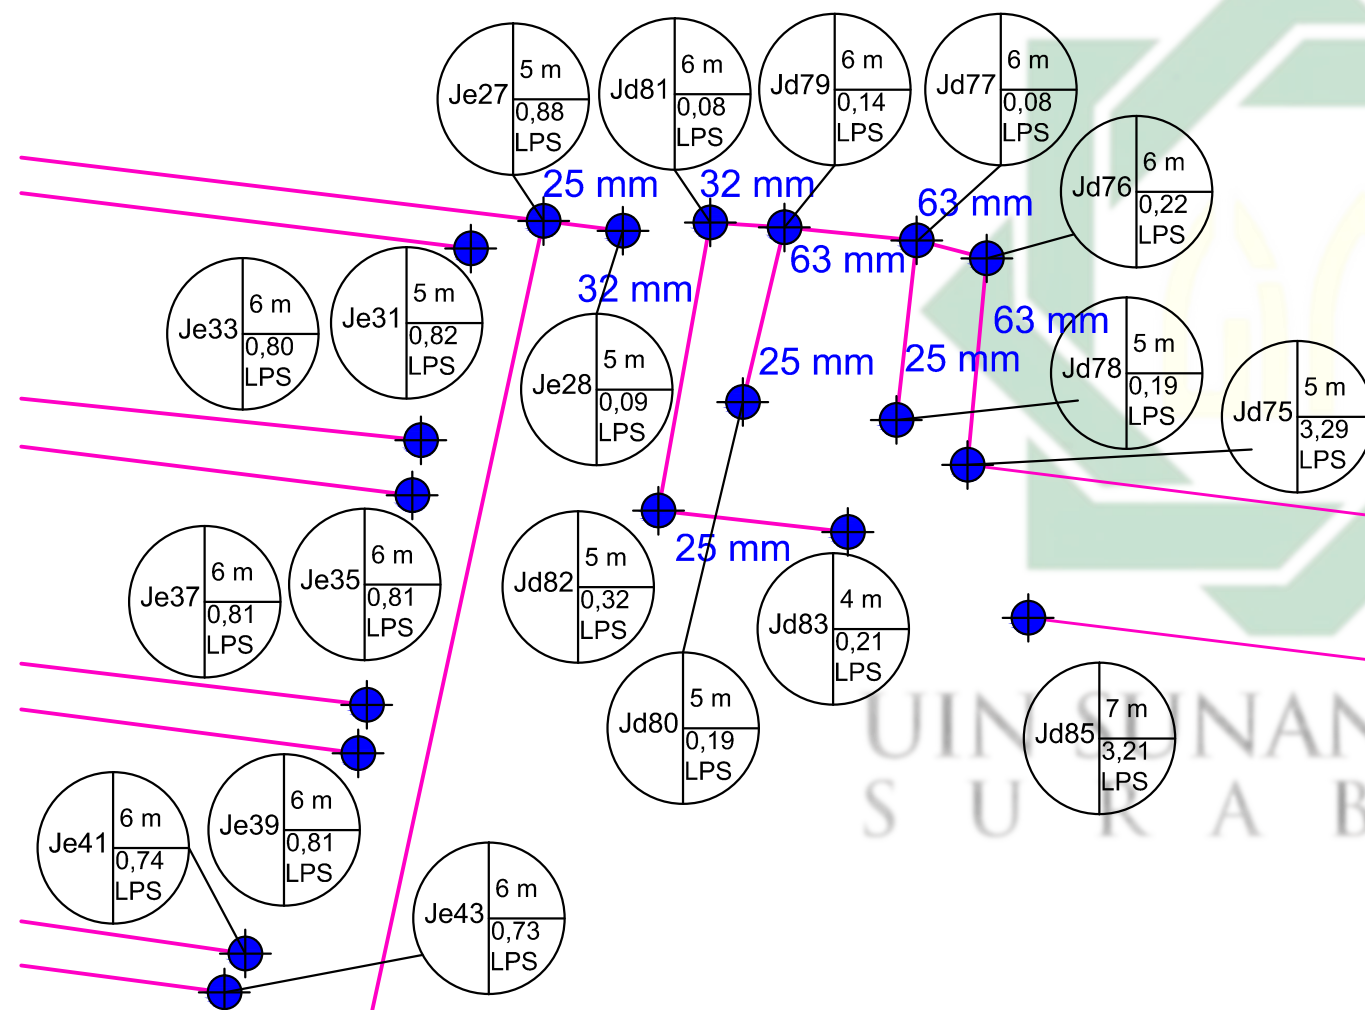 Je27
5 m
0,88
LPS
Jd81
6 m
0,08
LPS
Jd79
6 m
0,14
LPS
Jd77
6 m
0,08
LPS
Jd76
6 m
0,22
LPS
25 mm
32 mm
63 mm
63 mm
32 mm
63 mm
25 mm
25 mm
Je33
6 m
0,80
LPS
Je31
5 m
0,82
LPS
Je28
5 m
0,09
LPS
Jd78
5 m
0,19
LPS
Jd75
5 m
3,29
LPS
25 mm
Je37
6 m
0,81
LPS
Je35
6 m
0,81
LPS
Jd82
5 m
0,32
LPS
Jd83
4 m
0,21
LPS
Jd80
5 m
0,19
LPS
Jd85
7 m
3,21
LPS
UIN SUNAN
S U R A B
Je41
6 m
0,74
LPS
Je39
6 m
0,81
LPS
Je43
6 m
0,73
LPS